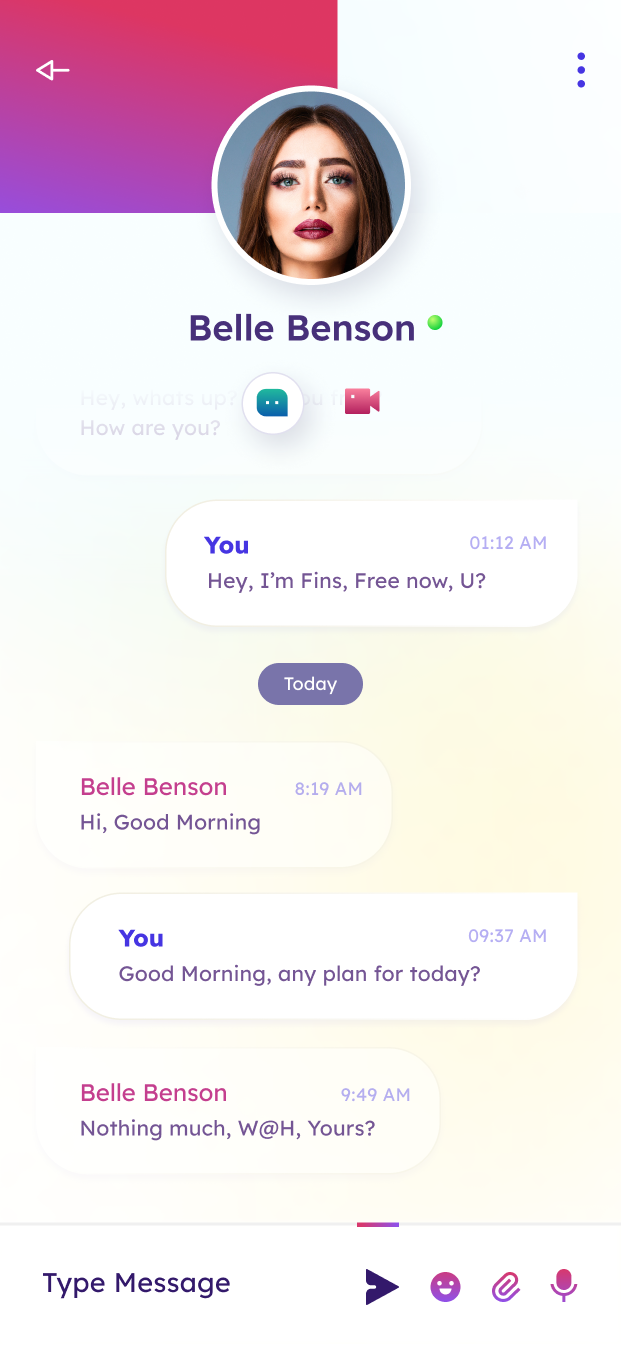 Belle Benson
Hey, whats up?
How are you?
You 01:12 AM
Hey, I’m Fins, Free now, U?
Today
Belle Benson 8:19 AM
Hi, Good Morning
You 09:37 AM
Good Morning, any plan for today?
Belle Benson 9:49 AM
Nothing much, W@H, Yours?
Type Message